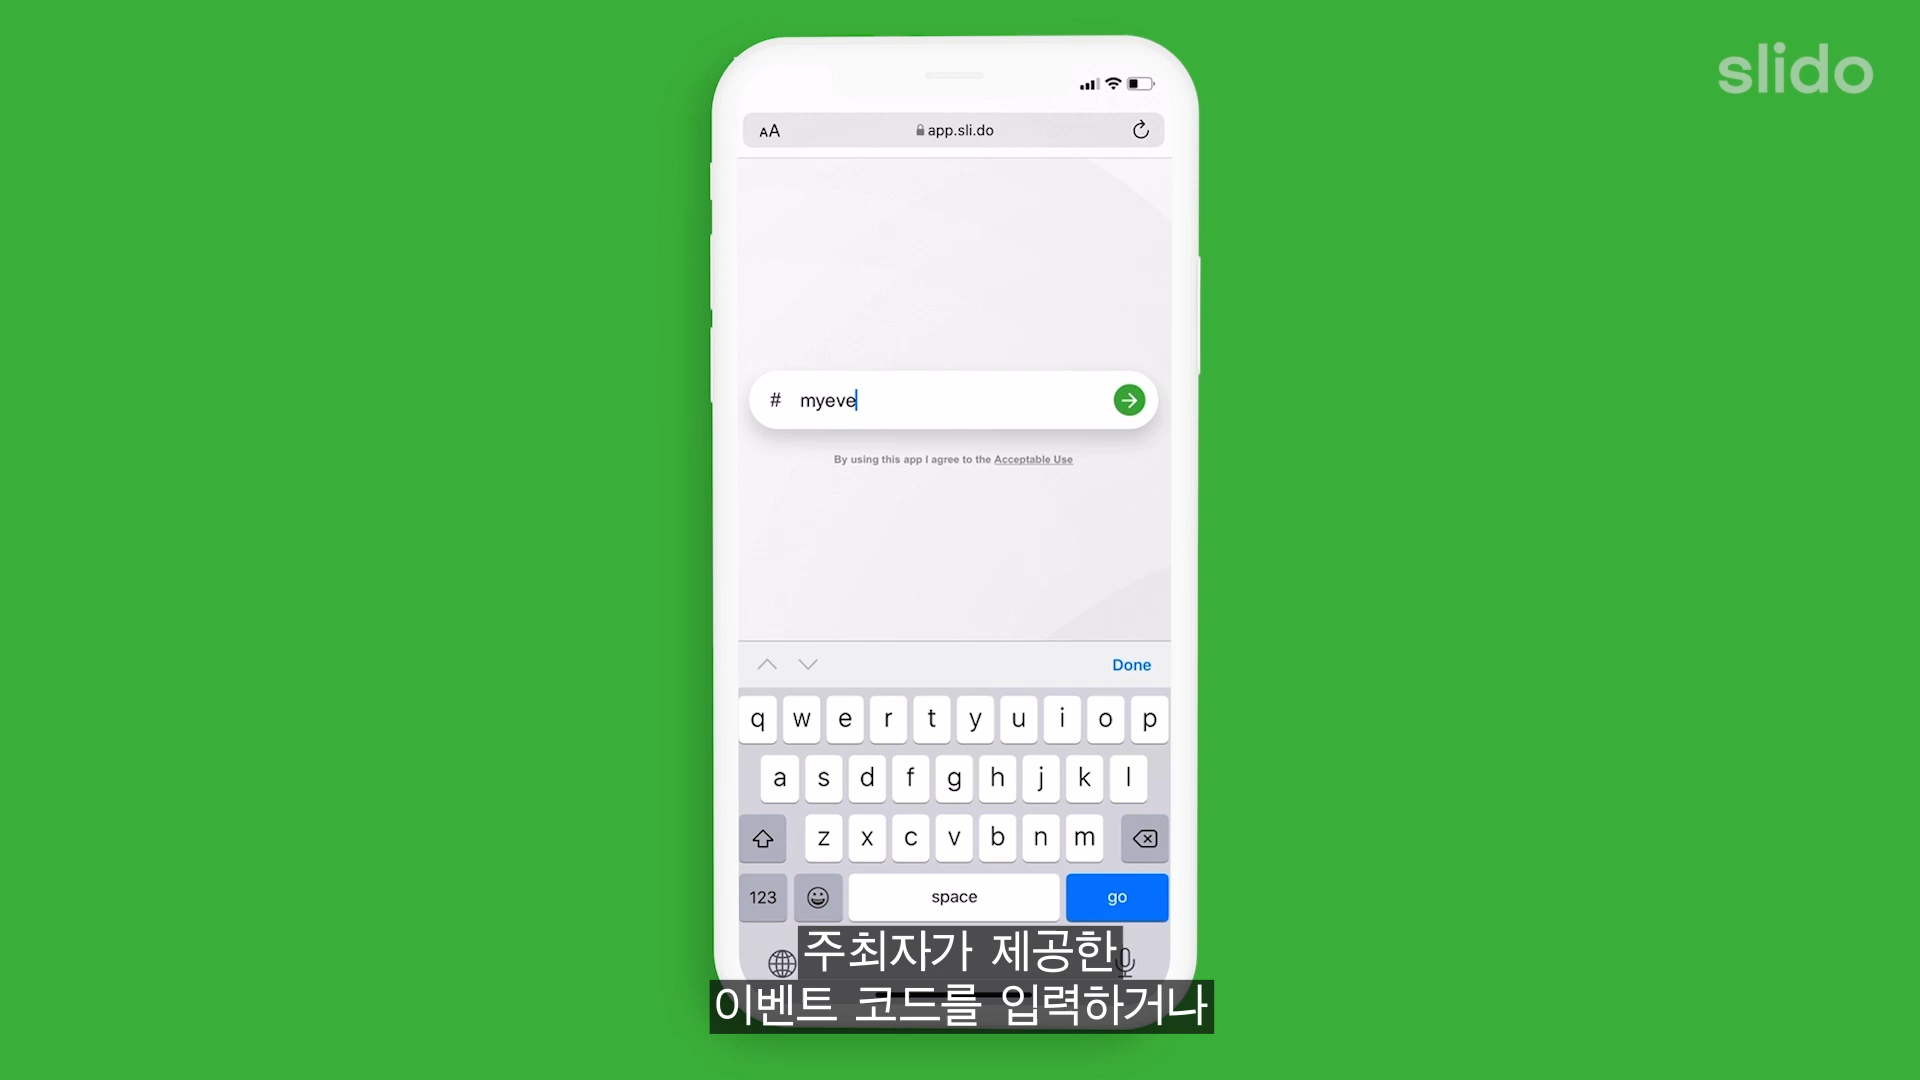 slido
AA app.sli.do
# myeve
By using this app I agree to the Acceptable Use
Done
q w e r t y u i o p
a s d f g h j k l
z x c v b n m
123 space go
주최자가 제공한
이벤트 코드를 입력하거나